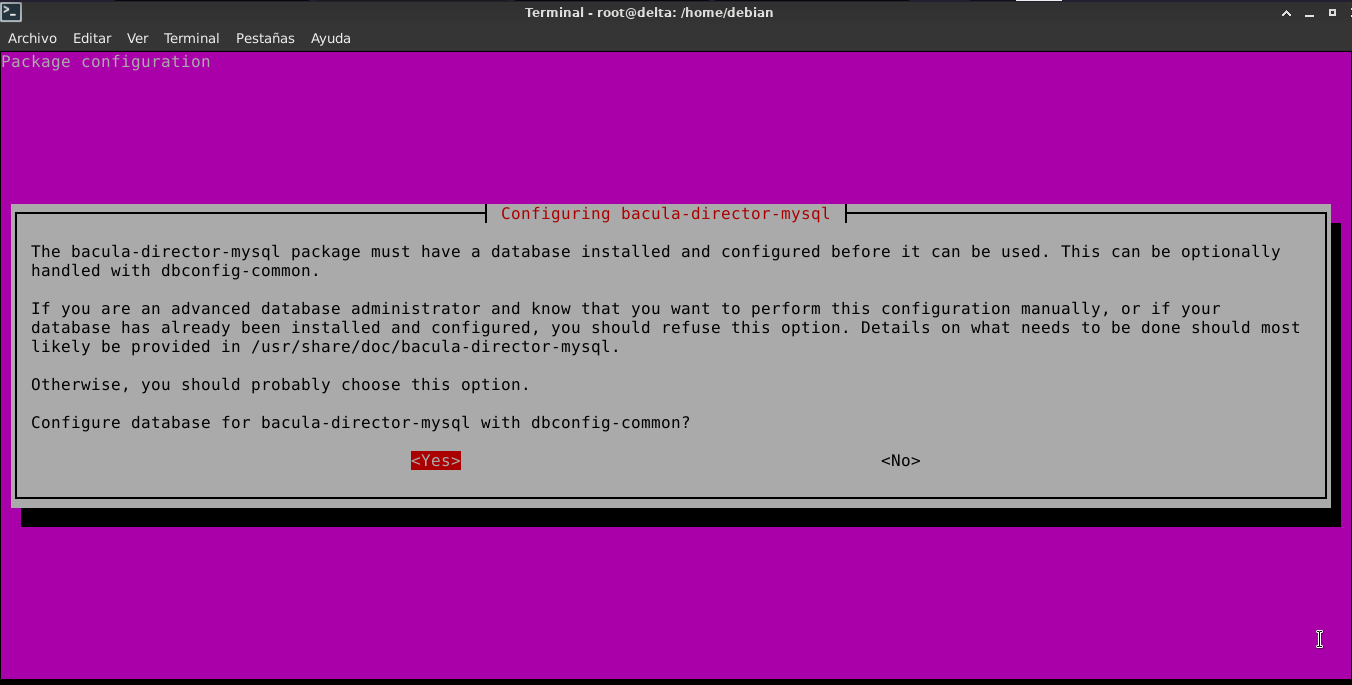 Terminal - root@delta: /home/debian
Archivo Editar Ver Terminal Pestañas Ayuda
Package configuration
Configuring bacula-director-mysql
The bacula-director-mysql package must have a database installed and configured before it can be used. This can be optionally
handled with dbconfig-common.
If you are an advanced database administrator and know that you want to perform this configuration manually, or if your
database has already been installed and configured, you should refuse this option. Details on what needs to be done should most
likely be provided in /usr/share/doc/bacula-director-mysql.
Otherwise, you should probably choose this option.
Configure database for bacula-director-mysql with dbconfig-common?
<Yes> <No>